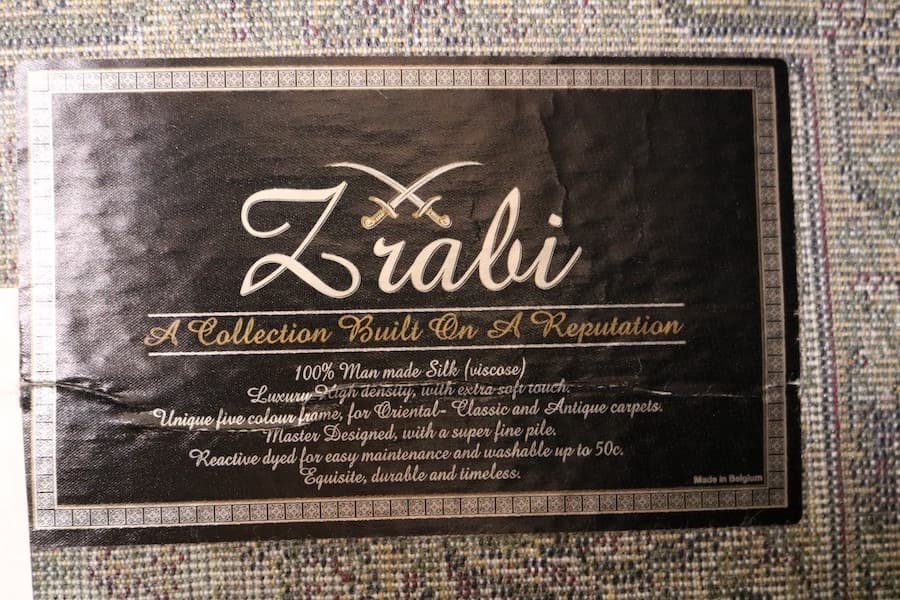 Zrabi
A Collection Built On A Reputation
100% Man made Silk (viscose)
Luxury High density, with extra soft touch.
Unique five colour frame, for Oriental- Classic and Antique carpets.
Master Designed, with a super fine pile.
Reactive dyed for easy maintenance and washable up to 50c.
Equisite, durable and timeless.
Made in Belgium